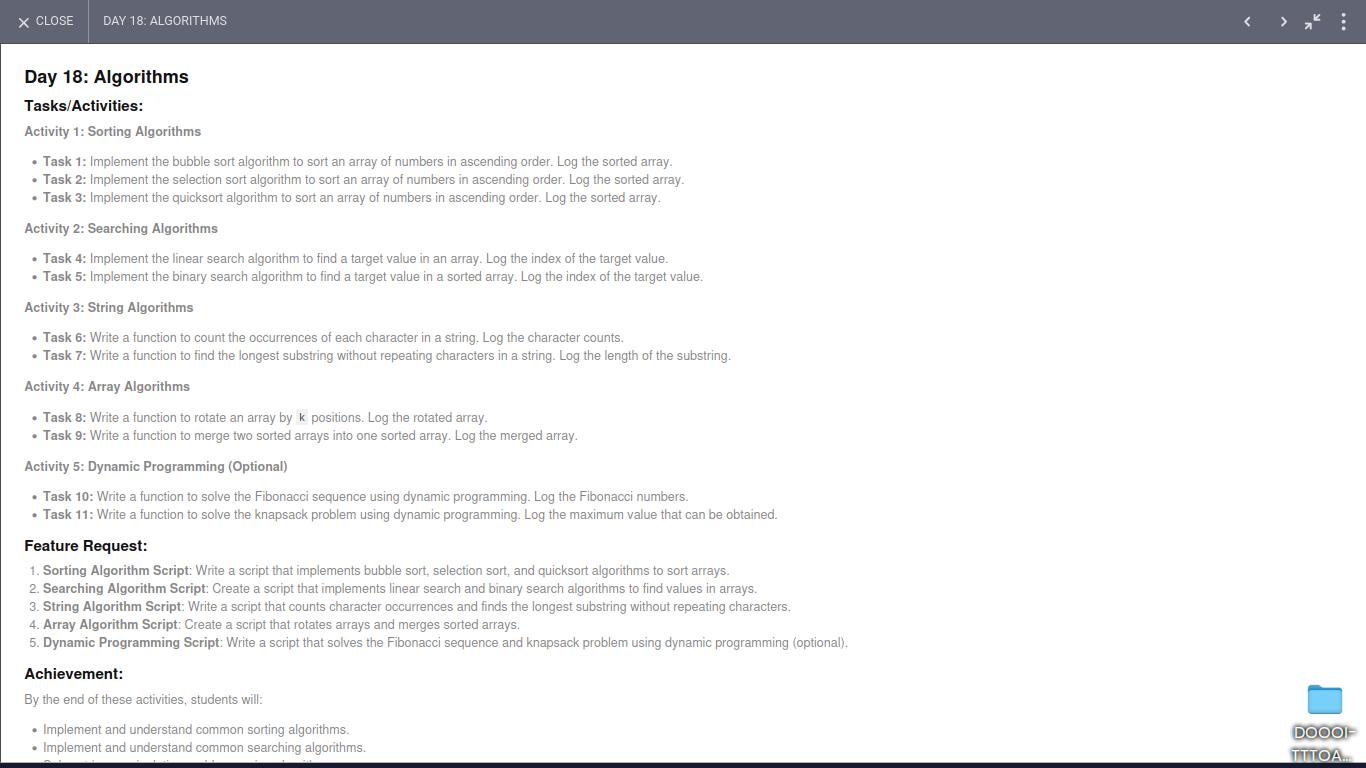 CLOSE
DAY 18: ALGORITHMS
Day 18: Algorithms
Tasks/Activities:
Activity 1: Sorting Algorithms
• Task 1: Implement the bubble sort algorithm to sort an array of numbers in ascending order. Log the sorted array.
• Task 2: Implement the selection sort algorithm to sort an array of numbers in ascending order. Log the sorted array.
• Task 3: Implement the quicksort algorithm to sort an array of numbers in ascending order. Log the sorted array.
Activity 2: Searching Algorithms
• Task 4: Implement the linear search algorithm to find a target value in an array. Log the index of the target value.
• Task 5: Implement the binary search algorithm to find a target value in a sorted array. Log the index of the target value.
Activity 3: String Algorithms
• Task 6: Write a function to count the occurrences of each character in a string. Log the character counts.
• Task 7: Write a function to find the longest substring without repeating characters in a string. Log the length of the substring.
Activity 4: Array Algorithms
• Task 8: Write a function to rotate an array by k positions. Log the rotated array.
• Task 9: Write a function to merge two sorted arrays into one sorted array. Log the merged array.
Activity 5: Dynamic Programming (Optional)
• Task 10: Write a function to solve the Fibonacci sequence using dynamic programming. Log the Fibonacci numbers.
• Task 11: Write a function to solve the knapsack problem using dynamic programming. Log the maximum value that can be obtained.
Feature Request:
1. Sorting Algorithm Script: Write a script that implements bubble sort, selection sort, and quicksort algorithms to sort arrays.
2. Searching Algorithm Script: Create a script that implements linear search and binary search algorithms to find values in arrays.
3. String Algorithm Script: Write a script that counts character occurrences and finds the longest substring without repeating characters.
4. Array Algorithm Script: Create a script that rotates arrays and merges sorted arrays.
5. Dynamic Programming Script: Write a script that solves the Fibonacci sequence and knapsack problem using dynamic programming (optional).
Achievement:
By the end of these activities, students will:
• Implement and understand common sorting algorithms.
• Implement and understand common searching algorithms.
DOOOI-
TTTOA...